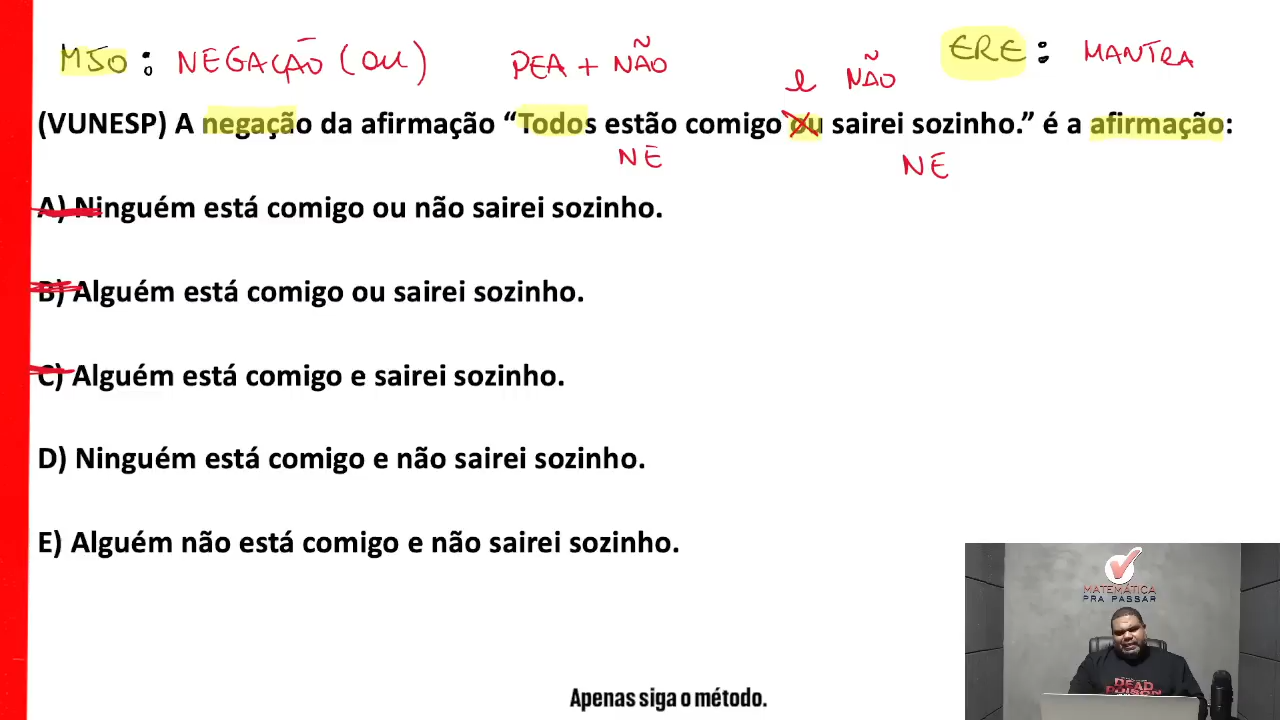 M50 : NEGAÇÃO (OU) PEA + NÃO ERE : MANTRA
e NÃO
(VUNESP) A negação da afirmação “Todos estão comigo ou sairei sozinho.” é a afirmação:
NE NE
A) Ninguém está comigo ou não sairei sozinho.
B) Alguém está comigo ou sairei sozinho.
C) Alguém está comigo e sairei sozinho.
D) Ninguém está comigo e não sairei sozinho.
E) Alguém não está comigo e não sairei sozinho.
MATEMÁTICA
PRA PASSAR
DEAD
POISON
Apenas siga o método.